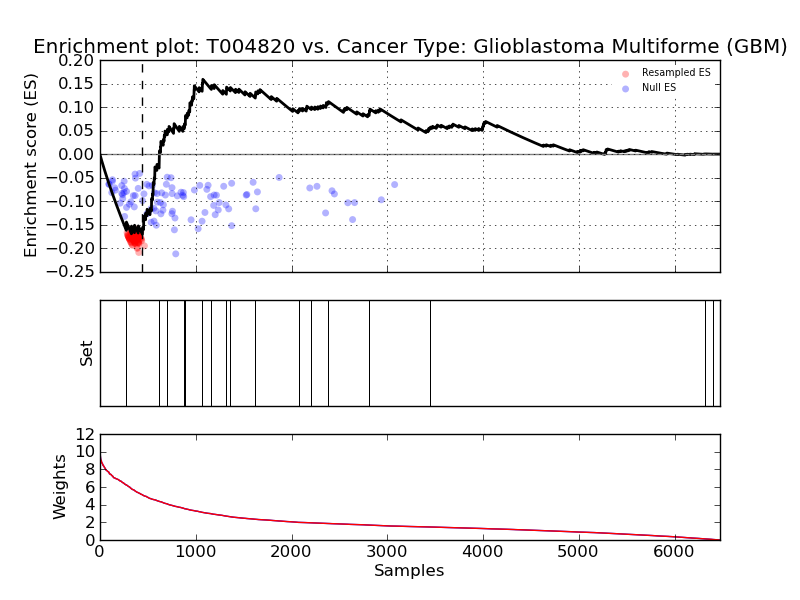 Enrichment plot: T004820 vs. Cancer Type: Glioblastoma Multiforme (GBM)
Enrichment score (ES)
0.20
0.15
0.10
0.05
0.00
−0.05
−0.10
−0.15
−0.20
−0.25
Resampled ES
Null ES
Set
Weights
12
10
8
6
4
2
0
0 1000 2000 3000 4000 5000 6000
Samples